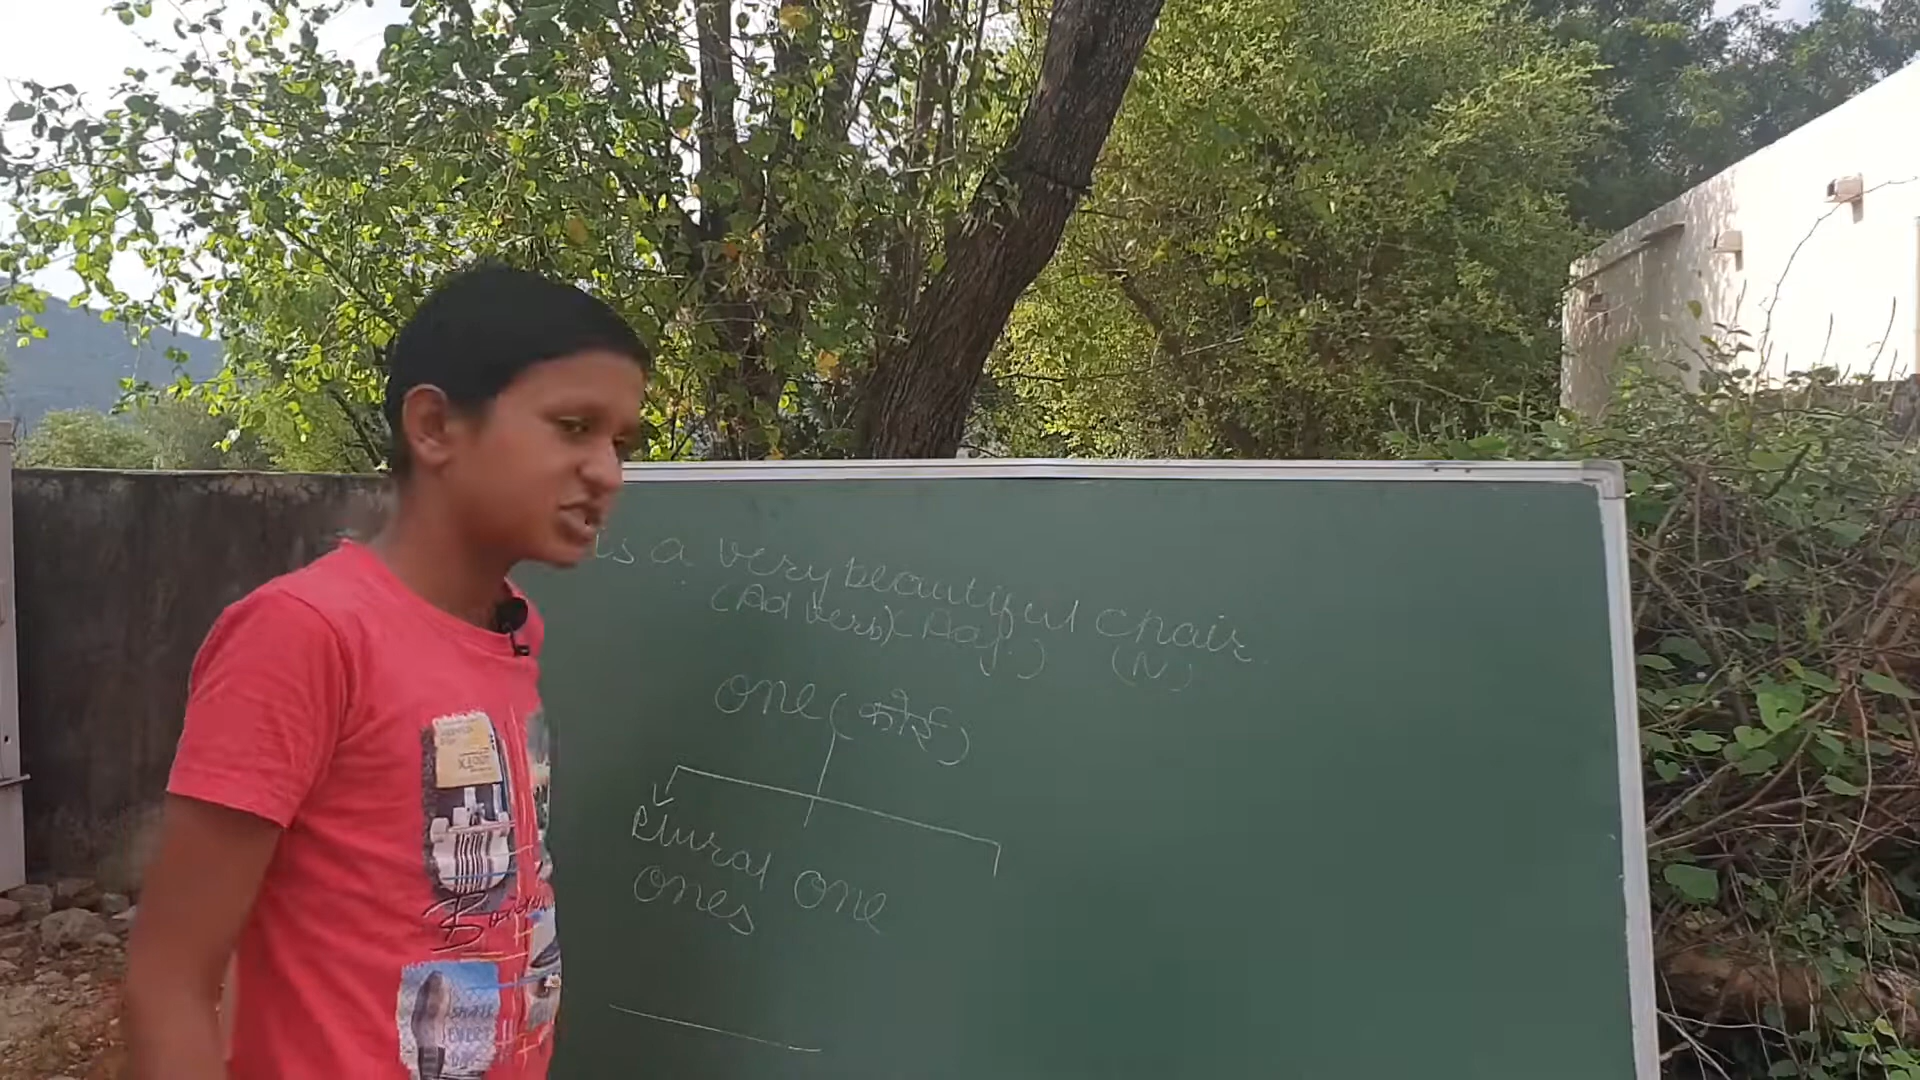 is a very beautiful chair
(Adverb) (Adj.) (N)
one (कोई)
Plural one
ones